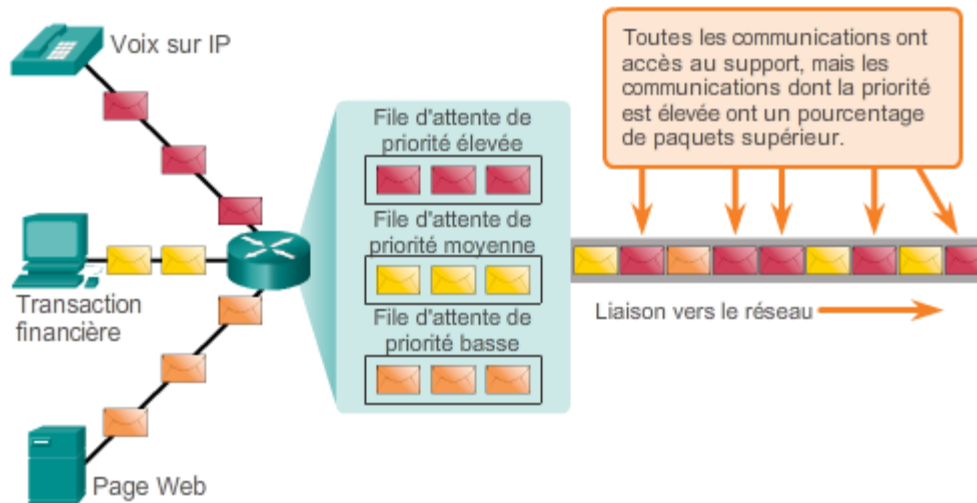 Voix sur IP
Transaction
financière
Page Web
File d'attente de
priorité élevée
File d'attente de
priorité moyenne
File d'attente de
priorité basse
Toutes les communications ont
accès au support, mais les
communications dont la priorité
est élevée ont un pourcentage
de paquets supérieur.
Liaison vers le réseau